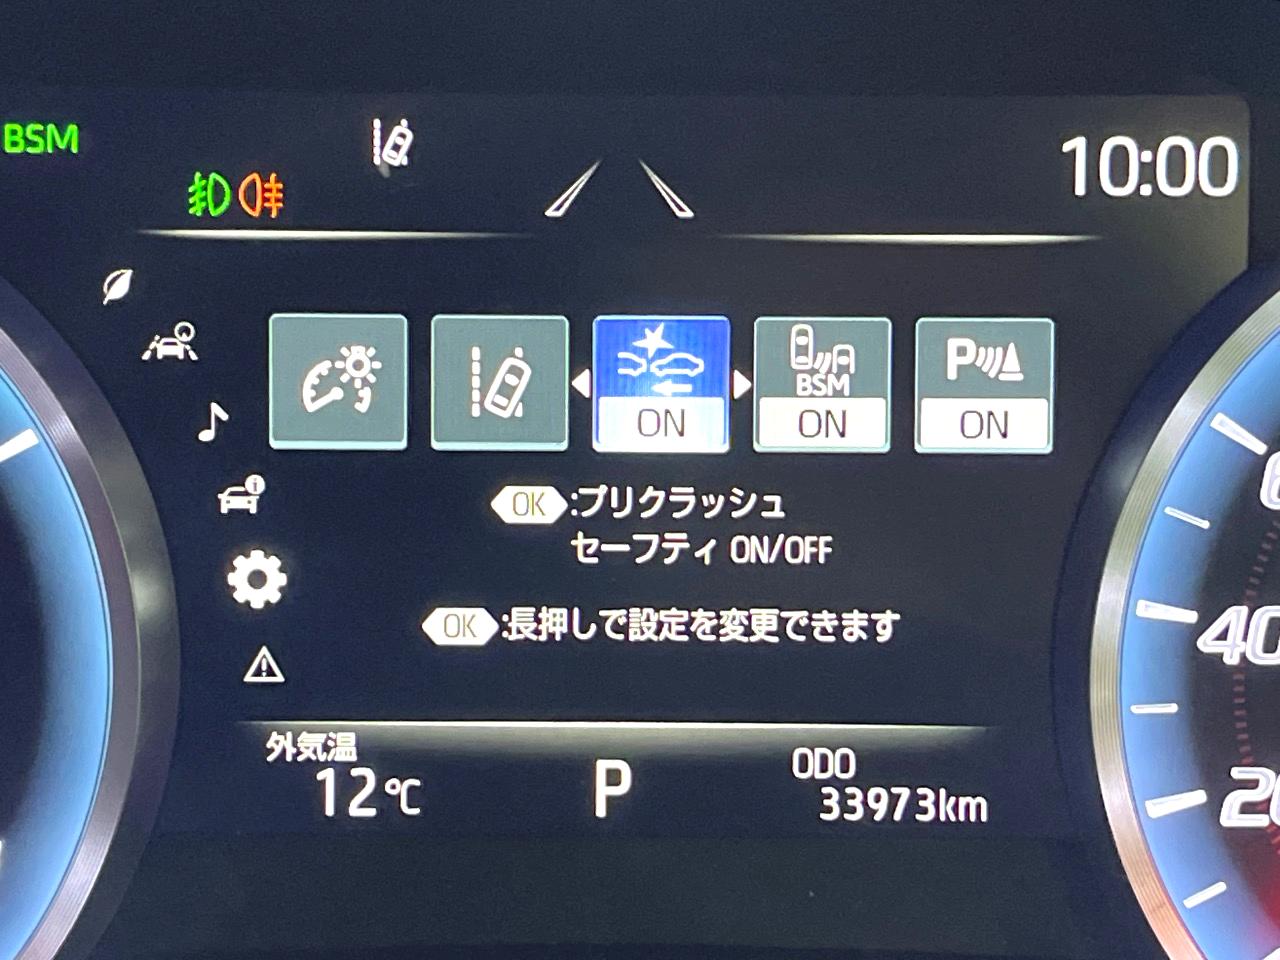 BSM
10:00
ON
BSM
ON
P
ON
OK :プリクラッシュ
セーフティ ON/OFF
OK :長押しで設定を変更できます
外気温
12℃
P
ODO
33973km
40
20